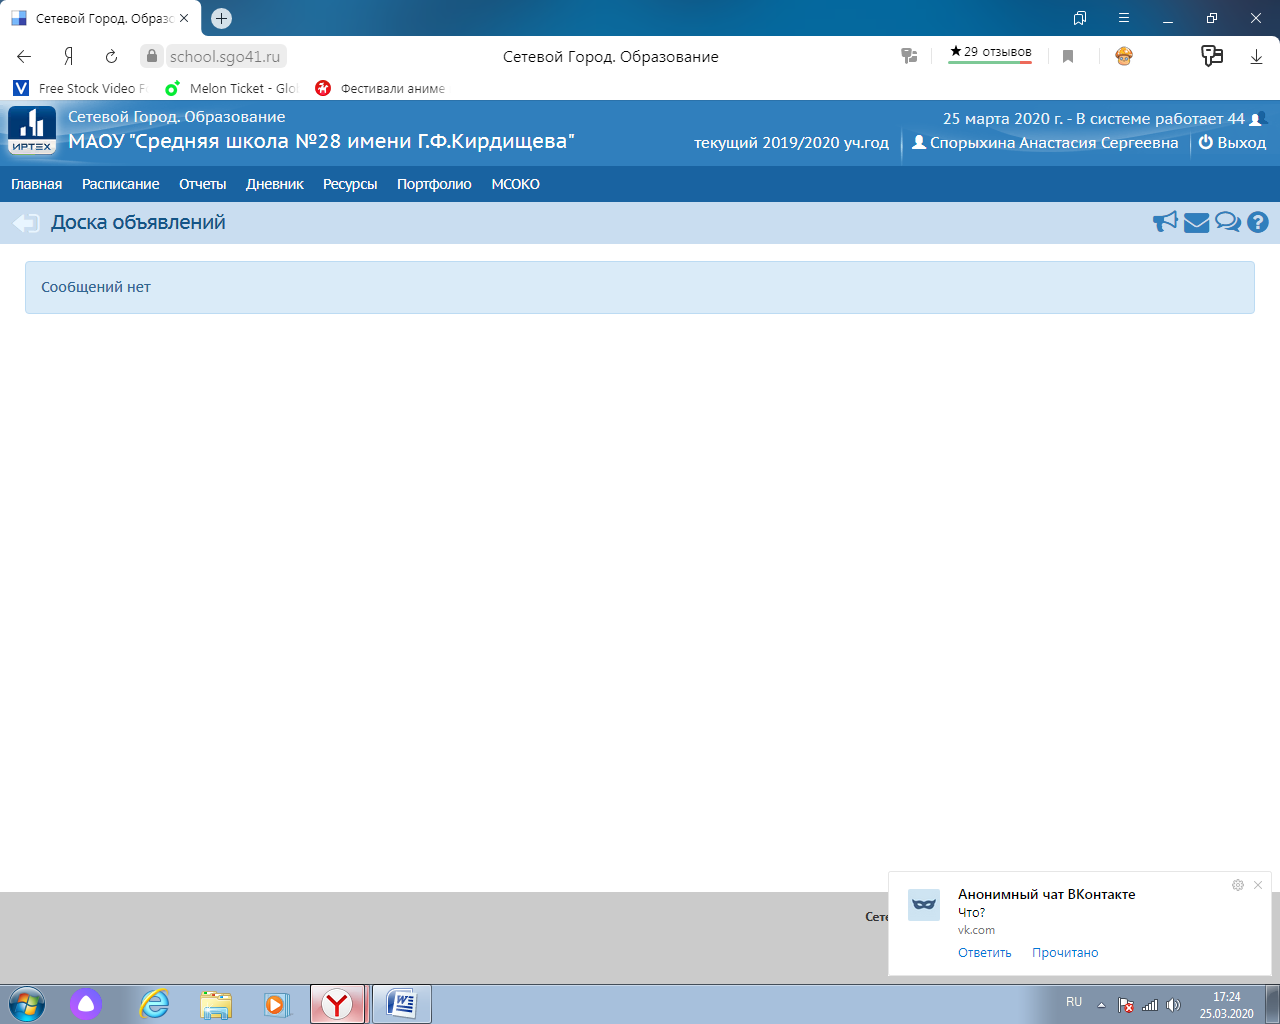 Сетевой Город. Образо
school.sgo41.ru
Сетевой Город. Образование
★29 отзывов
Free Stock Video F
Melon Ticket - Glo
Фестивали аниме
Сетевой Город. Образование
МАОУ "Средняя школа №28 имени Г.Ф.Кирдищева"
25 марта 2020 г. - В системе работает 44
текущий 2019/2020 уч.год
Спорыхина Анастасия Сергеевна
Выход
ИРТЕХ
Главная Расписание Отчеты Дневник Ресурсы Портфолио МСОКО
Доска объявлений
Сообщений нет
Сете
Анонимный чат ВКонтакте
Что?
vk.com
Ответить Прочитано
RU
17:24
25.03.2020